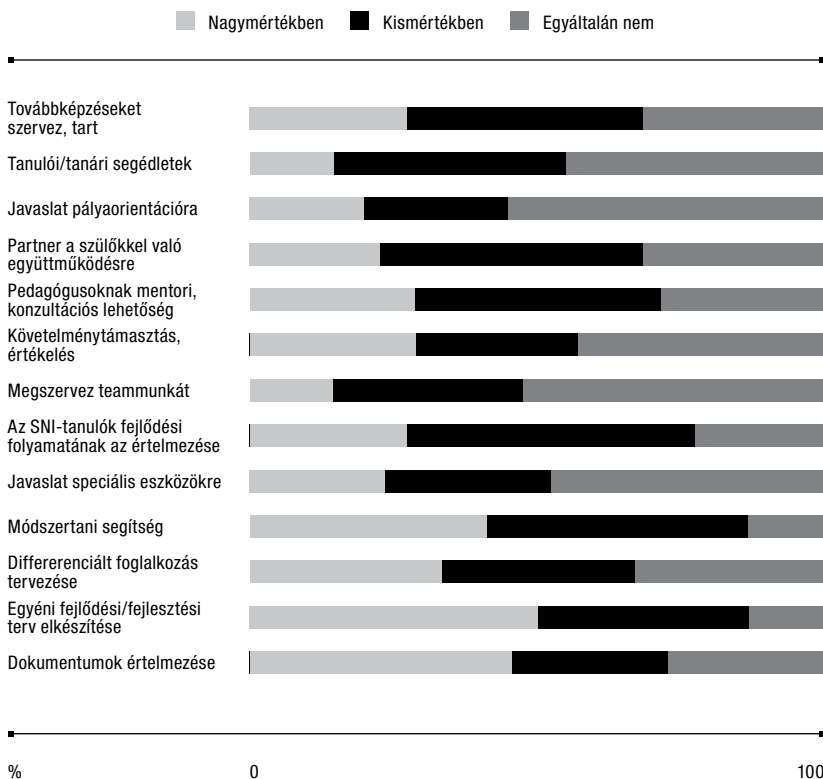 Nagymértékben Kismértékben Egyáltalán nem
Továbbképzéseket
szervez, tart
Tanulói/tanári segédletek
Javaslat pályaorientációra
Partner a szülőkkel való
együttműködésre
Pedagógusoknak mentori,
konzultációs lehetőség
Követelménytámasztás,
értékelés
Megszervez teammunkát
Az SNI-tanulók fejlődési
folyamatának az értelmezése
Javaslat speciális eszközökre
Módszertani segítség
Differerenciált foglalkozás
tervezése
Egyéni fejlődési/fejlesztési
terv elkészítése
Dokumentumok értelmezése
% 0 100